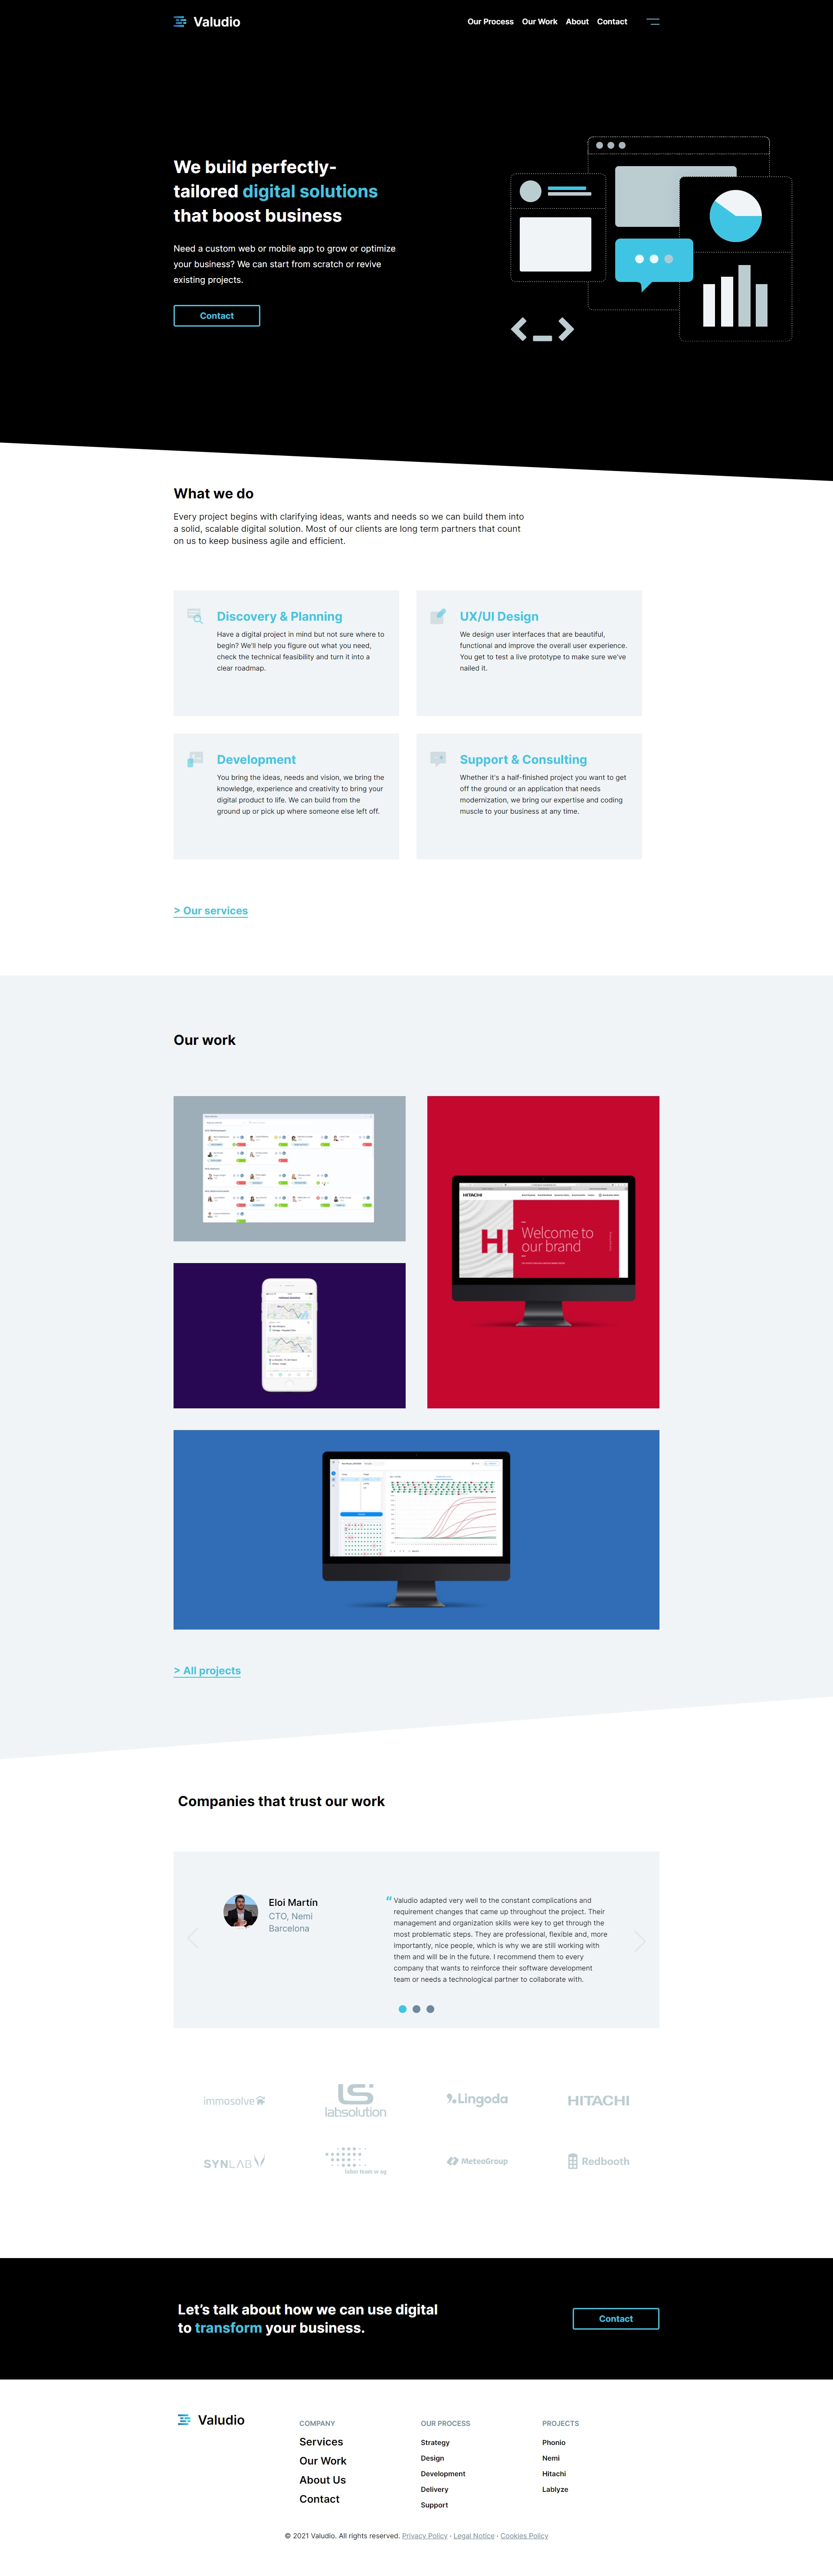 Valudio
Our Process
Our Work
About
Contact
We build perfectly-
tailored digital solutions
that boost business
Need a custom web or mobile app to grow or optimize
your business? We can start from scratch or revive
existing projects.
Contact
What we do
Every project begins with clarifying ideas, wants and needs so we can build them into
a solid, scalable digital solution. Most of our clients are long term partners that count
on us to keep business agile and efficient.
Discovery & Planning
Have a digital project in mind but not sure where to
begin? We'll help you figure out what you need,
check the technical feasibility and turn it into a
clear roadmap.
UX/UI Design
We design user interfaces that are beautiful,
functional and improve the overall user experience.
You get to test a live prototype to make sure we've
nailed it.
Development
You bring the ideas, needs and vision, we bring the
knowledge, experience and creativity to bring your
digital product to life. We can build from the
ground up or pick up where someone else left off.
Support & Consulting
Whether it's a half-finished project you want to get
off the ground or an application that needs
modernization, we bring our expertise and coding
muscle to your business at any time.
> Our services
Our work
HITACHI
Welcome to
our brand
> All projects
Companies that trust our work
Eloi Martín
CTO, Nemi
Barcelona
“ Valudio adapted very well to the constant complications and
requirement changes that came up throughout the project. Their
management and organization skills were key to get through the
most problematic steps. They are professional, flexible and, more
importantly, nice people, which is why we are still working with
them and will be in the future. I recommend them to every
company that wants to reinforce their software development
team or needs a technological partner to collaborate with.
immosolve
labsolution
Lingoda
HITACHI
SYNLAB
labor team w ag
MeteoGroup
Redbooth
Let's talk about how we can use digital
to transform your business.
Contact
Valudio
COMPANY
Services
Our Work
About Us
Contact
OUR PROCESS
Strategy
Design
Development
Delivery
Support
PROJECTS
Phonio
Nemi
Hitachi
Lablyze
© 2021 Valudio. All rights reserved. Privacy Policy · Legal Notice · Cookies Policy